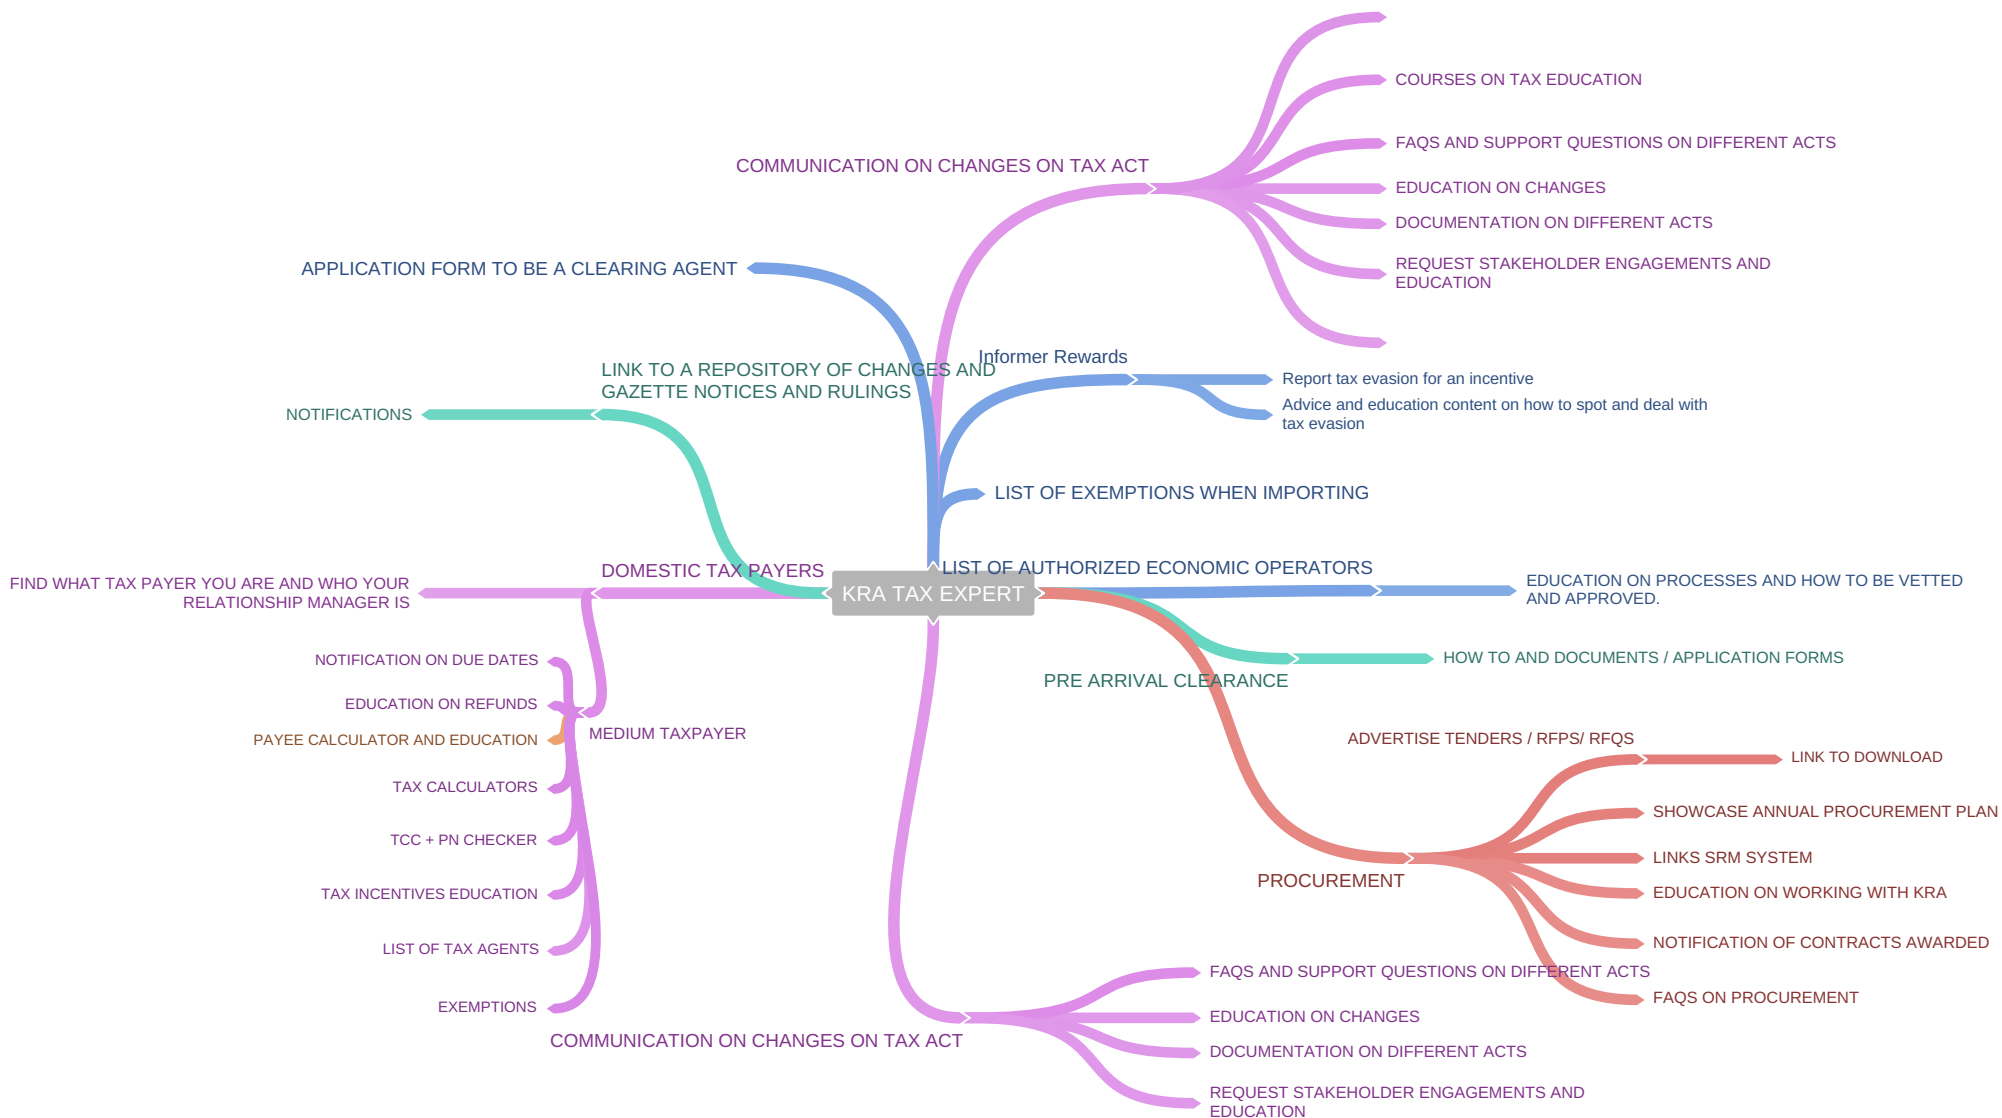 COURSES ON TAX EDUCATION
FAQS AND SUPPORT QUESTIONS ON DIFFERENT ACTS
COMMUNICATION ON CHANGES ON TAX ACT
EDUCATION ON CHANGES
DOCUMENTATION ON DIFFERENT ACTS
REQUEST STAKEHOLDER ENGAGEMENTS AND
EDUCATION
APPLICATION FORM TO BE A CLEARING AGENT
Informer Rewards
Report tax evasion for an incentive
Advice and education content on how to spot and deal with
tax evasion
LINK TO A REPOSITORY OF CHANGES AND
GAZETTE NOTICES AND RULINGS
NOTIFICATIONS
LIST OF EXEMPTIONS WHEN IMPORTING
DOMESTIC TAX PAYERS
FIND WHAT TAX PAYER YOU ARE AND WHO YOUR
RELATIONSHIP MANAGER IS
KRA TAX EXPERT
LIST OF AUTHORIZED ECONOMIC OPERATORS
EDUCATION ON PROCESSES AND HOW TO BE VETTED
AND APPROVED.
PRE ARRIVAL CLEARANCE
HOW TO AND DOCUMENTS / APPLICATION FORMS
NOTIFICATION ON DUE DATES
EDUCATION ON REFUNDS
PAYEE CALCULATOR AND EDUCATION
MEDIUM TAXPAYER
TAX CALCULATORS
TCC + PN CHECKER
TAX INCENTIVES EDUCATION
LIST OF TAX AGENTS
EXEMPTIONS
ADVERTISE TENDERS / RFPS/ RFQS
LINK TO DOWNLOAD
SHOWCASE ANNUAL PROCUREMENT PLAN
PROCUREMENT
LINKS SRM SYSTEM
EDUCATION ON WORKING WITH KRA
NOTIFICATION OF CONTRACTS AWARDED
FAQS ON PROCUREMENT
COMMUNICATION ON CHANGES ON TAX ACT
FAQS AND SUPPORT QUESTIONS ON DIFFERENT ACTS
EDUCATION ON CHANGES
DOCUMENTATION ON DIFFERENT ACTS
REQUEST STAKEHOLDER ENGAGEMENTS AND
EDUCATION